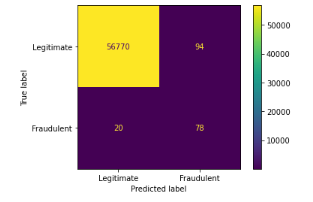 Legitimate
56770
94
True label
Fraudulent
20
78
Legitimate
Fraudulent
Predicted label
50000
40000
30000
20000
10000